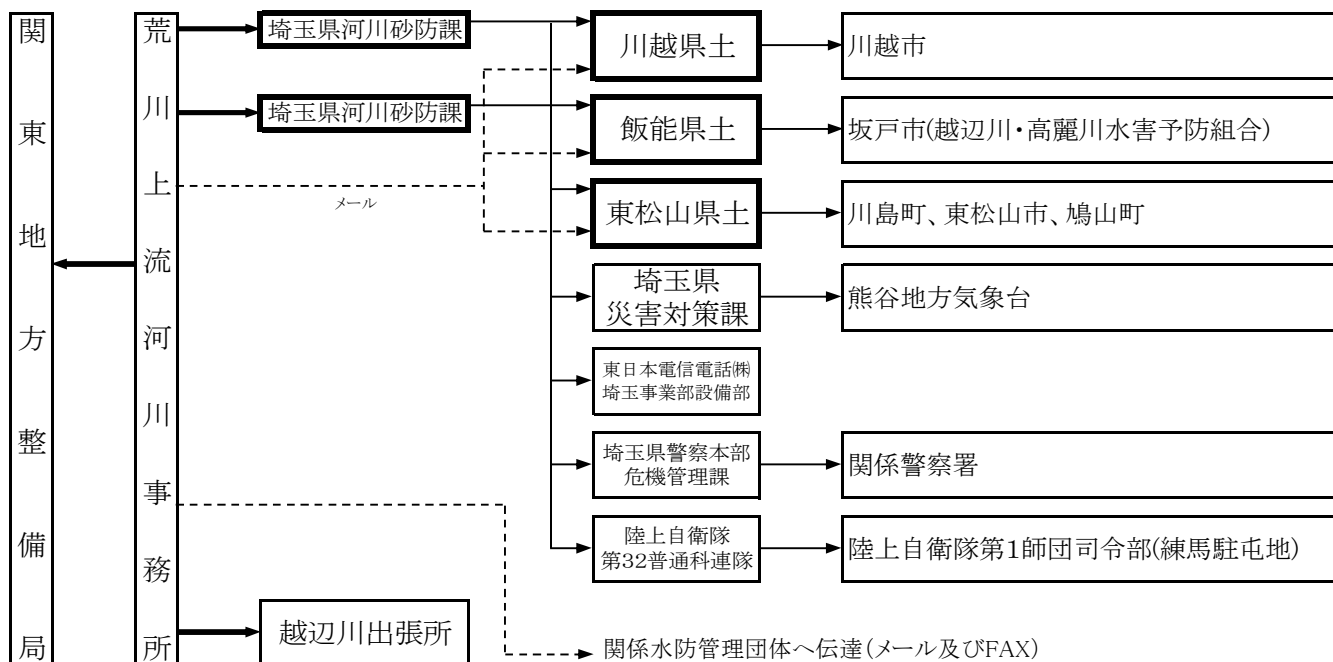 関東地方整備局
荒川上流河川事務所
埼玉県河川砂防課
埼玉県河川砂防課
メール
越辺川出張所
川越県土
川越市
飯能県土
坂戸市(越辺川・高麗川水害予防組合)
東松山県土
川島町、東松山市、鳩山町
埼玉県
災害対策課
熊谷地方気象台
東日本電信電話㈱
埼玉事業部設備部
埼玉県警察本部
危機管理課
関係警察署
陸上自衛隊
第32普通科連隊
陸上自衛隊第1師団司令部(練馬駐屯地)
関係水防管理団体へ伝達(メール及びFAX)